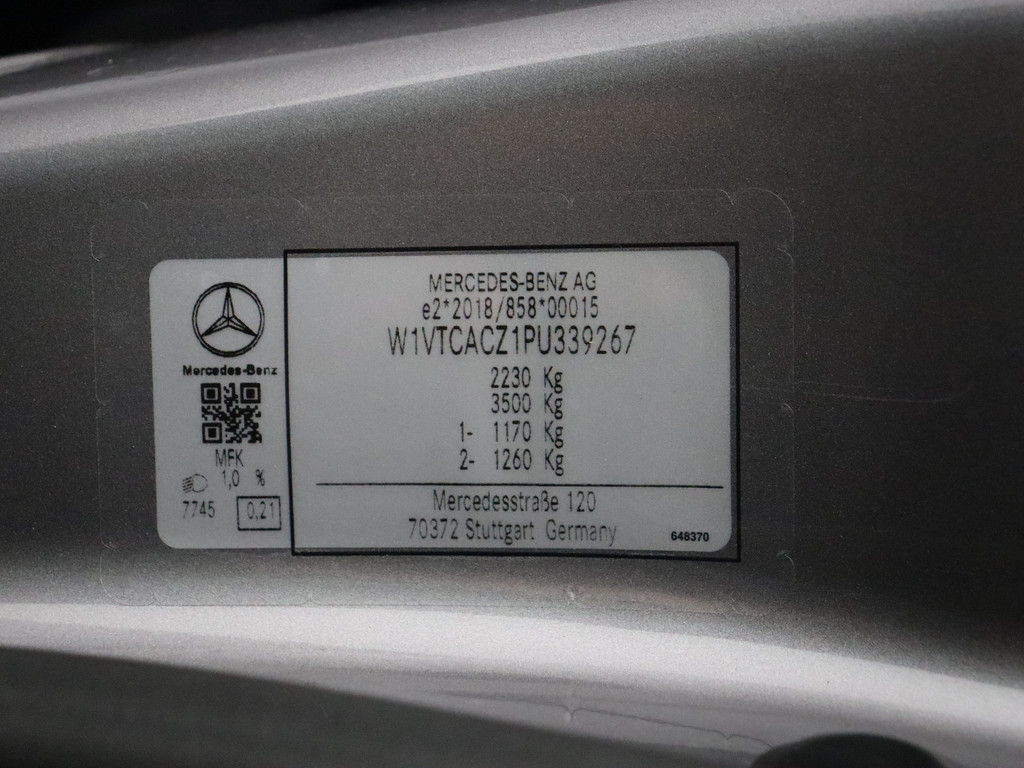 Mercedes-Benz
MFK
1,0 %
7745 0,21
MERCEDES-BENZ AG
e2*2018/858*00015
W1VTCACZ1PU339267
2230 Kg
3500 Kg
1- 1170 Kg
2- 1260 Kg
Mercedesstraße 120
70372 Stuttgart Germany
648370